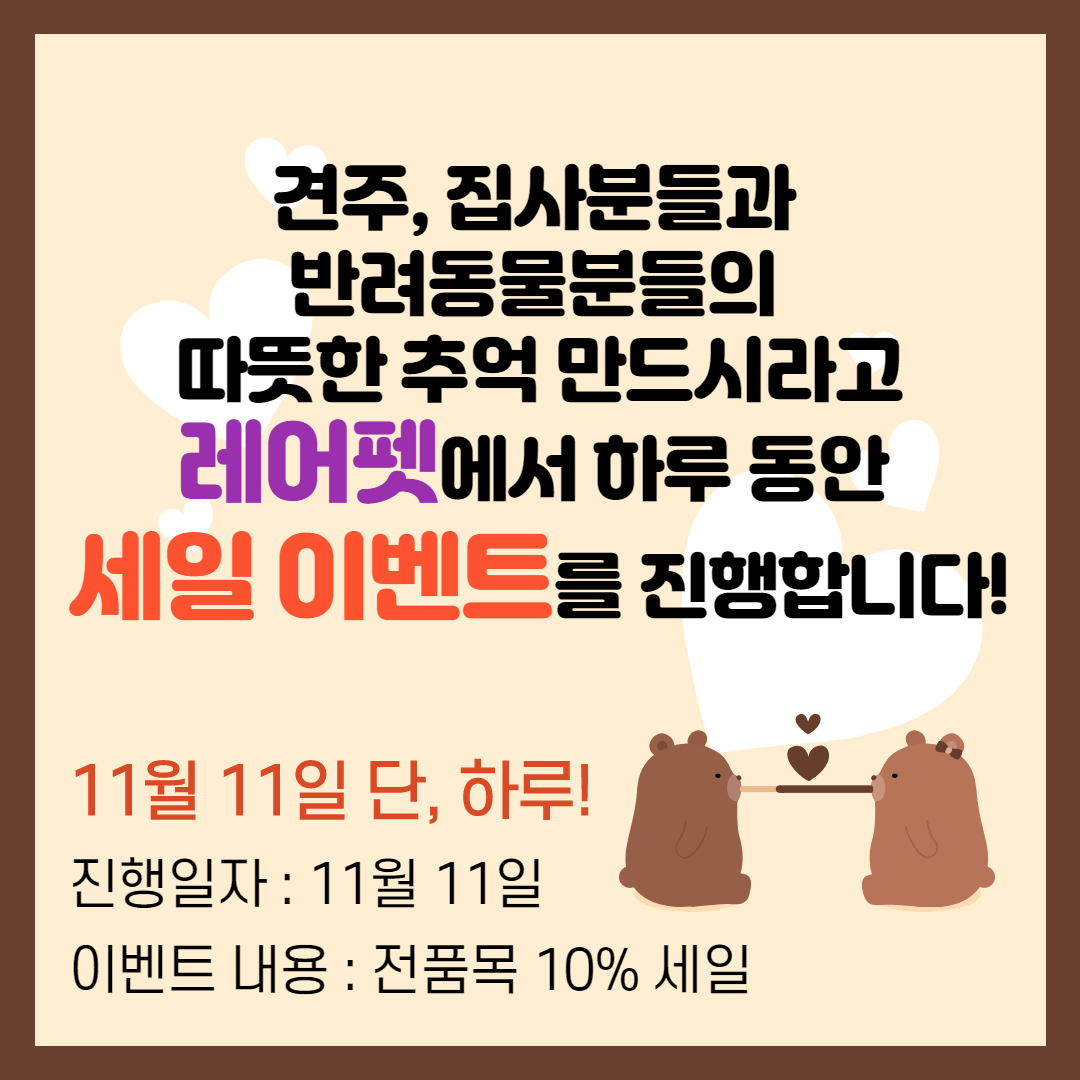 견주, 집사분들과
반려동물분들의
따뜻한 추억 만드시라고
레어펫에서 하루 동안
세일 이벤트를 진행합니다!
11월 11일 단, 하루!
진행일자 : 11월 11일
이벤트 내용 : 전품목 10% 세일